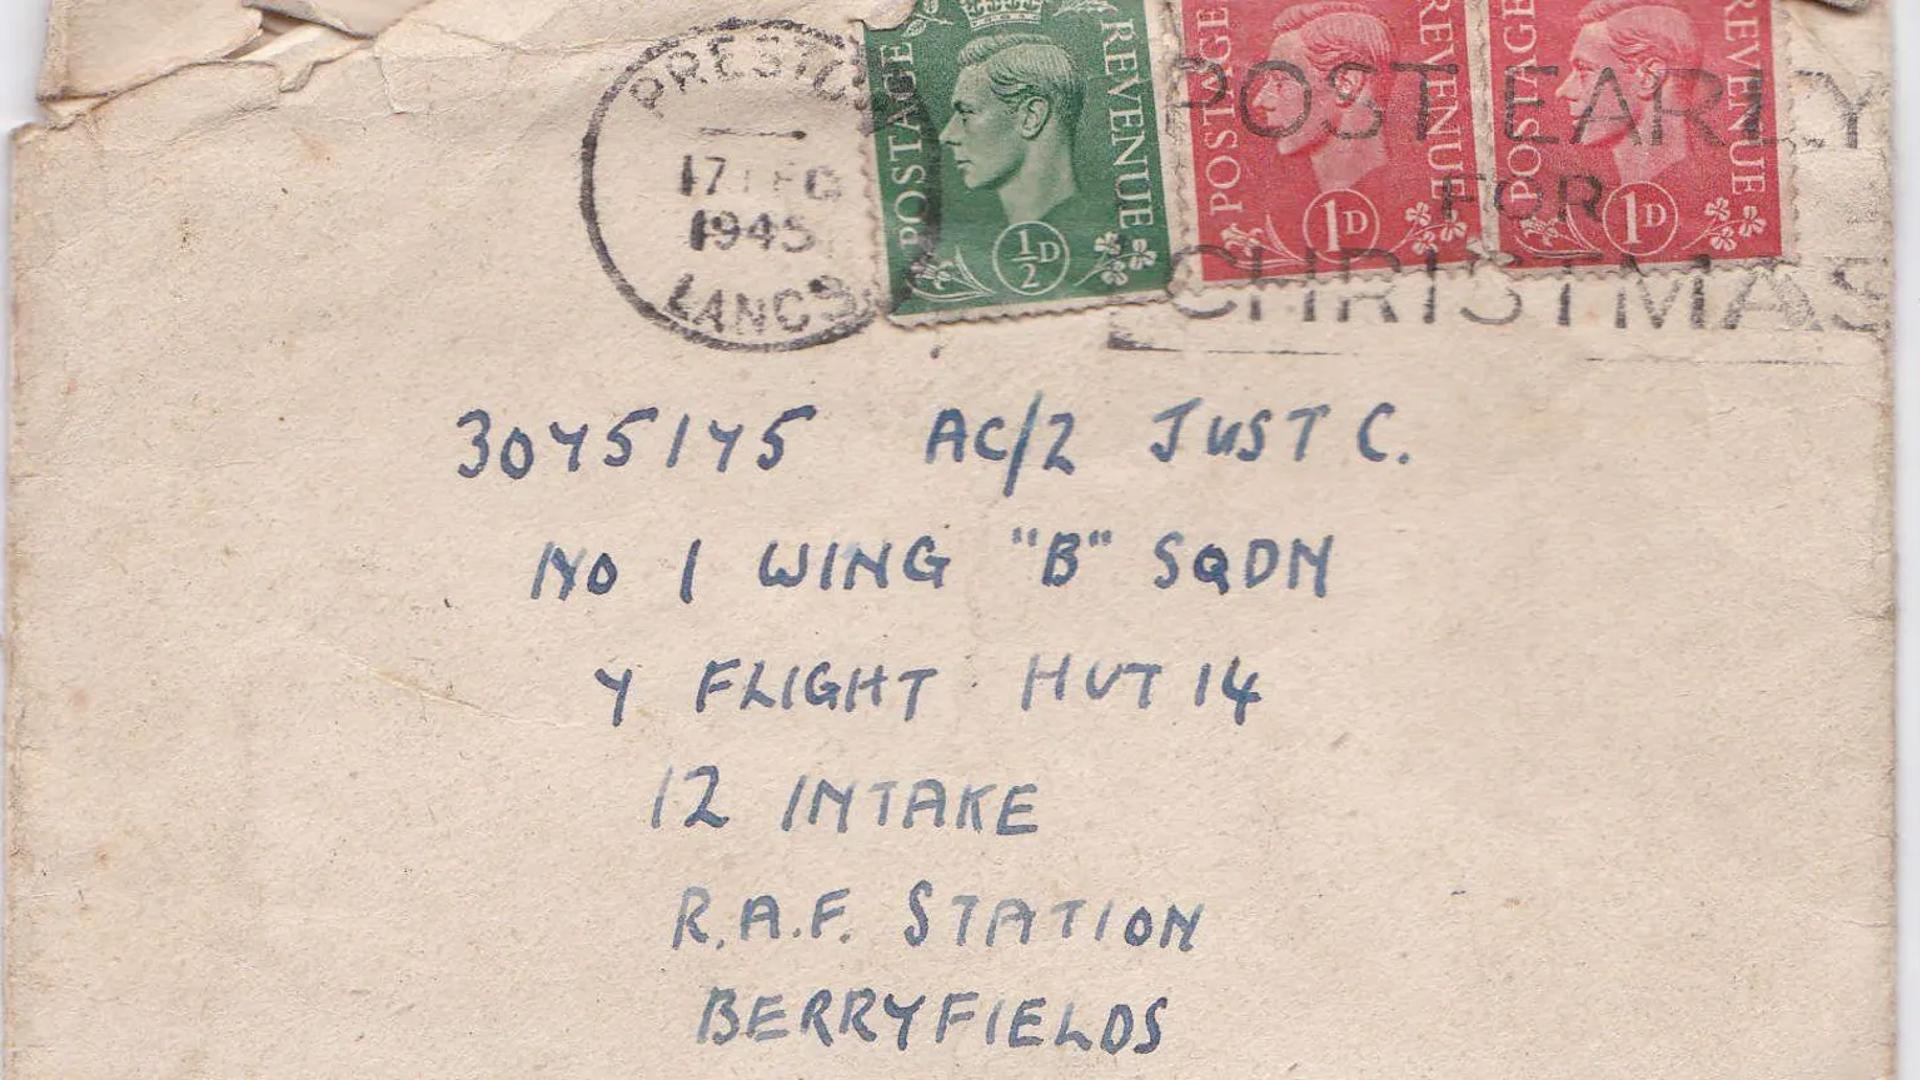 PRESTON
17 DEC
1945
LANCS
POSTAGE REVENUE
½D
POSTAGE REVENUE
1D
POSTAGE REVENUE
1D
POST EARLY
FOR
CHRISTMAS
3045145 AC/2 JUST C.
NO 1 WING "B" SQDN
Y FLIGHT HUT 14
12 INTAKE
R.A.F. STATION
BERRYFIELDS